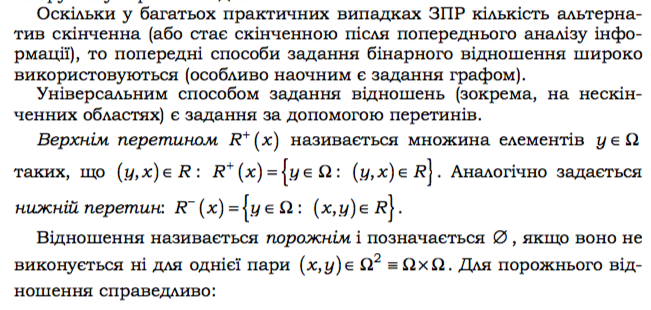 Оскільки у багатьох практичних випадках ЗПР кількість альтерна-
тив скінченна (або стає скінченною після попереднього аналізу інфо-
рмації), то попередні способи задання бінарного відношення широко
використовуються (особливо наочним є задання графом).
Універсальним способом задання відношень (зокрема, на нескін-
ченних областях) є задання за допомогою перетинів.
Верхнім перетином R⁺(x) називається множина елементів y∈Ω
таких, що (y,x)∈R: R⁺(x)={y∈Ω: (y,x)∈R}. Аналогічно задається
нижній перетин: R⁻(x)={y∈Ω: (x,y)∈R}.
Відношення називається порожнім і позначається ∅, якщо воно не
виконується ні для однієї пари (x,y)∈Ω²≡Ω×Ω. Для порожнього від-
ношення справедливо: